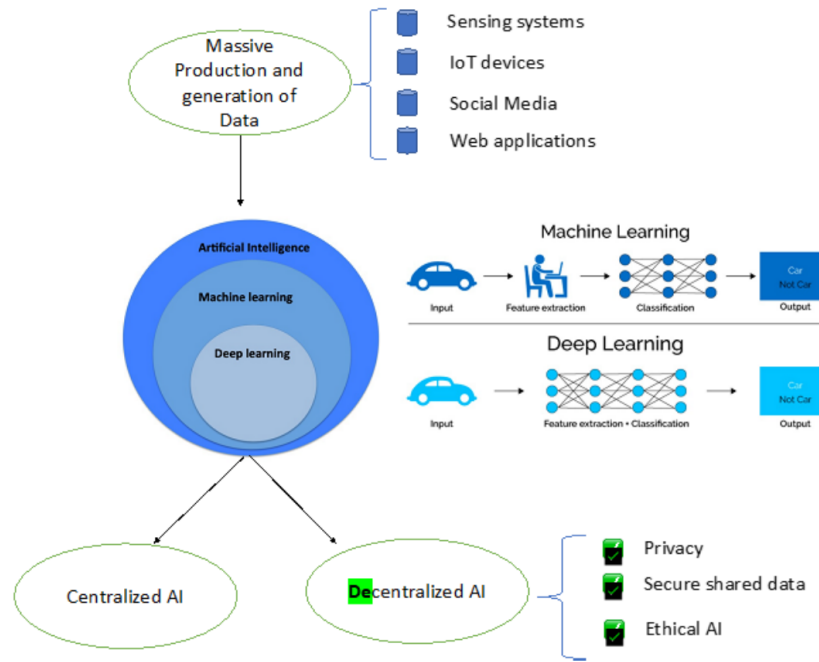 Massive
Production and
generation of
Data
Sensing systems
IoT devices
Social Media
Web applications
Artificial Intelligence
Machine learning
Deep learning
Machine Learning
Input
Feature extraction
Classification
Car
Not Car
Output
Deep Learning
Input
Feature extraction + Classification
Car
Not Car
Output
Centralized AI
Decentralized AI
Privacy
Secure shared data
Ethical AI